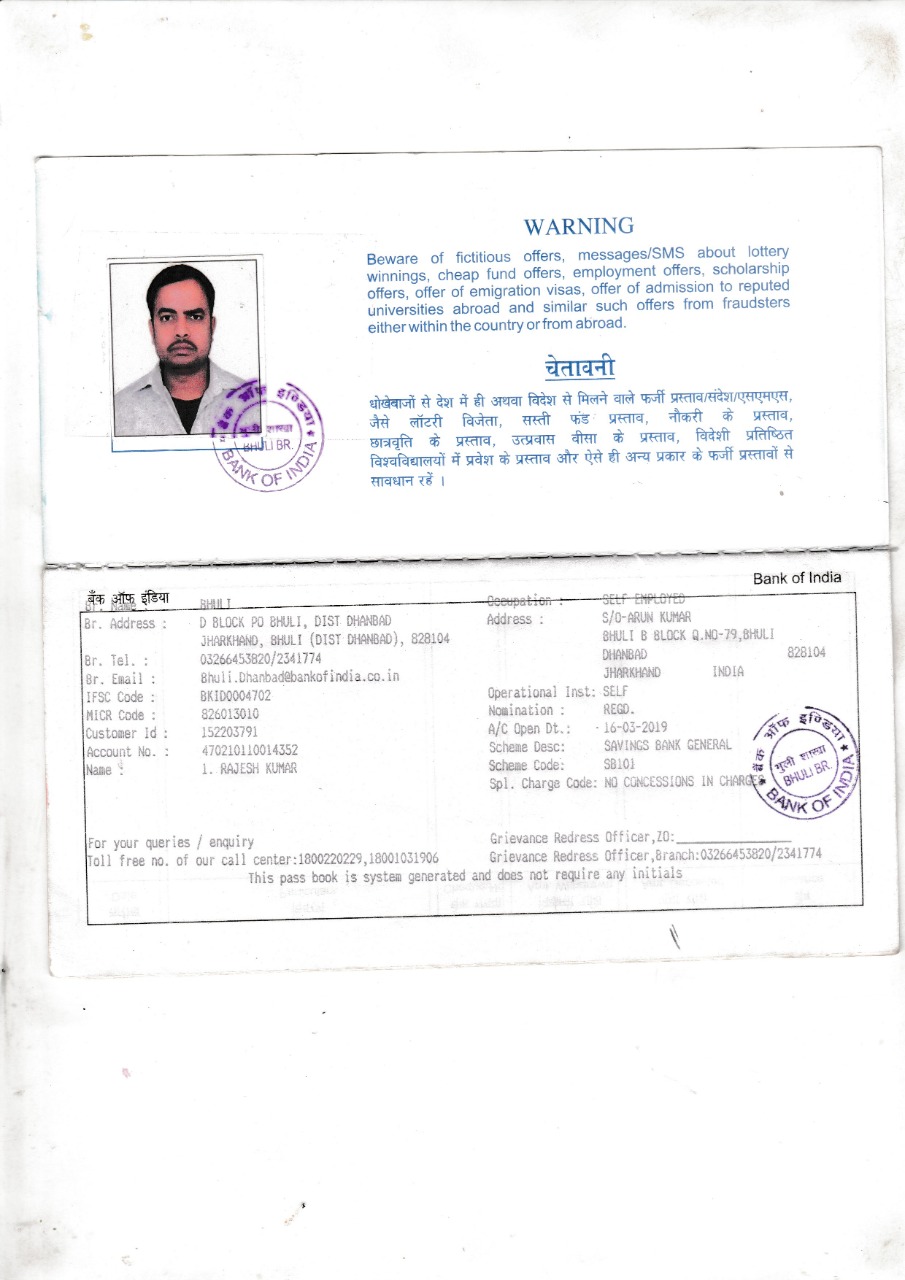 WARNING
Beware of fictitious offers, messages/SMS about lottery
winnings, cheap fund offers, employment offers, scholarship
offers, offer of emigration visas, offer of admission to reputed
universities abroad and similar such offers from fraudsters
either within the country or from abroad.
चेतावनी
धोखेबाजों से देश में ही अथवा विदेश से मिलने वाले फर्जी प्रस्ताव/संदेश/एसएमएस,
जैसे लॉटरी विजेता, सस्ती फंड प्रस्ताव, नौकरी के प्रस्ताव,
छात्रवृति के प्रस्ताव, उत्प्रवास वीसा के प्रस्ताव, विदेशी प्रतिष्ठित
विश्वविद्यालयों में प्रवेश के प्रस्ताव और ऐसे ही अन्य प्रकार के फर्जी प्रस्तावों से
सावधान रहें ।
बैंक ऑफ इण्डिया
भुली शाखा
BHULI BR.
BANK OF INDIA
बैंक ऑफ इंडिया
Bank of India
Br. Name : BHULI
Br. Address : D BLOCK PO BHULI, DIST DHANBAD
JHARKHAND, BHULI (DIST DHANBAD), 828104
Br. Tel. : 03266453820/2341774
Br. Email : Bhuli.Dhanbad@bankofindia.co.in
IFSC Code : BKID0004702
MICR Code : 826013010
Customer Id : 152203791
Account No. : 470210110014352
Name : 1. RAJESH KUMAR
Occupation : SELF EMPLOYED
Address : S/O-ARUN KUMAR
BHULI B BLOCK Q.NO-79,BHULI
DHANBAD 828104
JHARKHAND INDIA
Operational Inst: SELF
Nomination : REGD.
A/C Open Dt.: 16-03-2019
Scheme Desc: SAVINGS BANK GENERAL
Scheme Code: SB101
Spl. Charge Code: NO CONCESSIONS IN CHARGES
बैंक ऑफ इण्डिया
भुली शाखा
BHULI BR.
BANK OF INDIA
For your queries / enquiry
Toll free no. of our call center:1800220229,18001031906
Grievance Redress Officer,ZO:
Grievance Redress Officer,Branch:03266453820/2341774
This pass book is system generated and does not require any initials